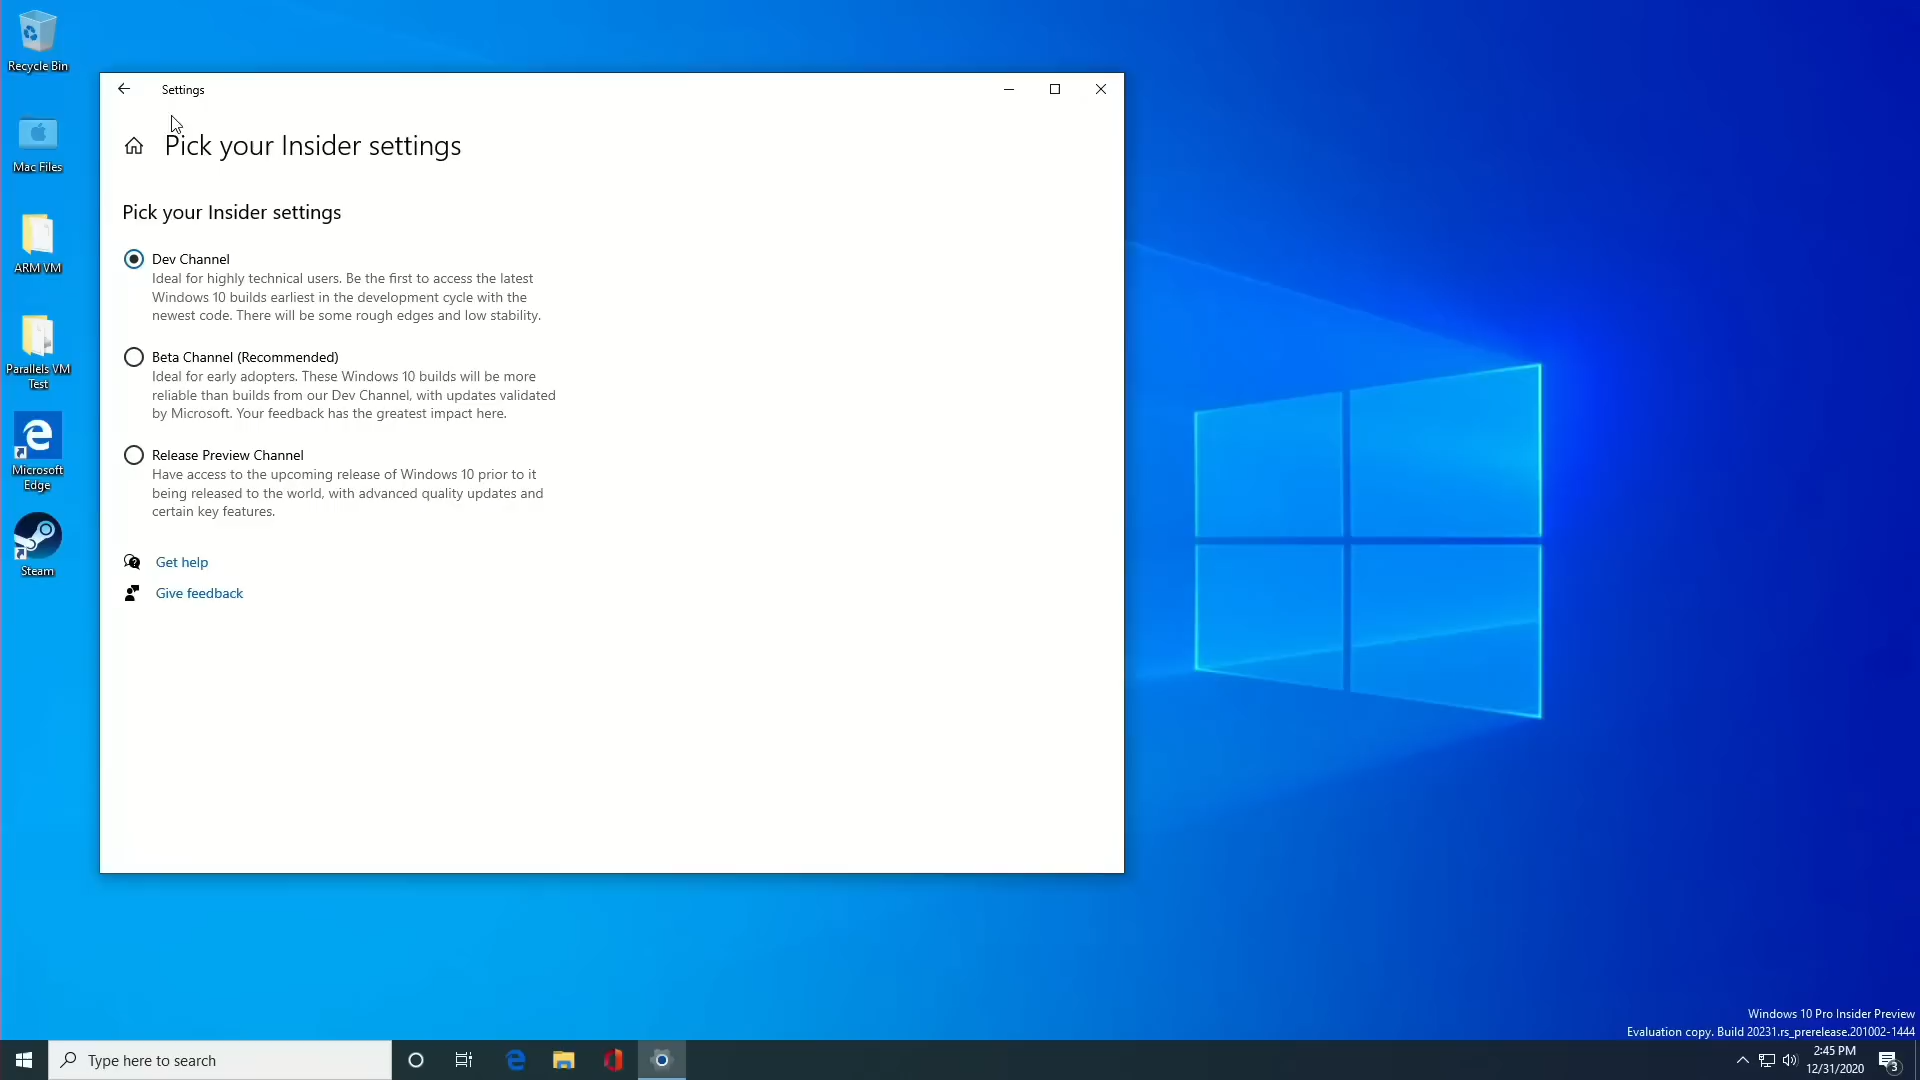 Recycle Bin
Mac Files
ARM VM
Parallels VM
Test
Microsoft
Edge
Steam
Settings
Pick your Insider settings
Pick your Insider settings
Dev Channel
Ideal for highly technical users. Be the first to access the latest
Windows 10 builds earliest in the development cycle with the
newest code. There will be some rough edges and low stability.
Beta Channel (Recommended)
Ideal for early adopters. These Windows 10 builds will be more
reliable than builds from our Dev Channel, with updates validated
by Microsoft. Your feedback has the greatest impact here.
Release Preview Channel
Have access to the upcoming release of Windows 10 prior to it
being released to the world, with advanced quality updates and
certain key features.
Get help
Give feedback
Windows 10 Pro Insider Preview
Evaluation copy. Build 20231.rs_prerelease.201002-1444
Type here to search
2:45 PM
12/31/2020
3